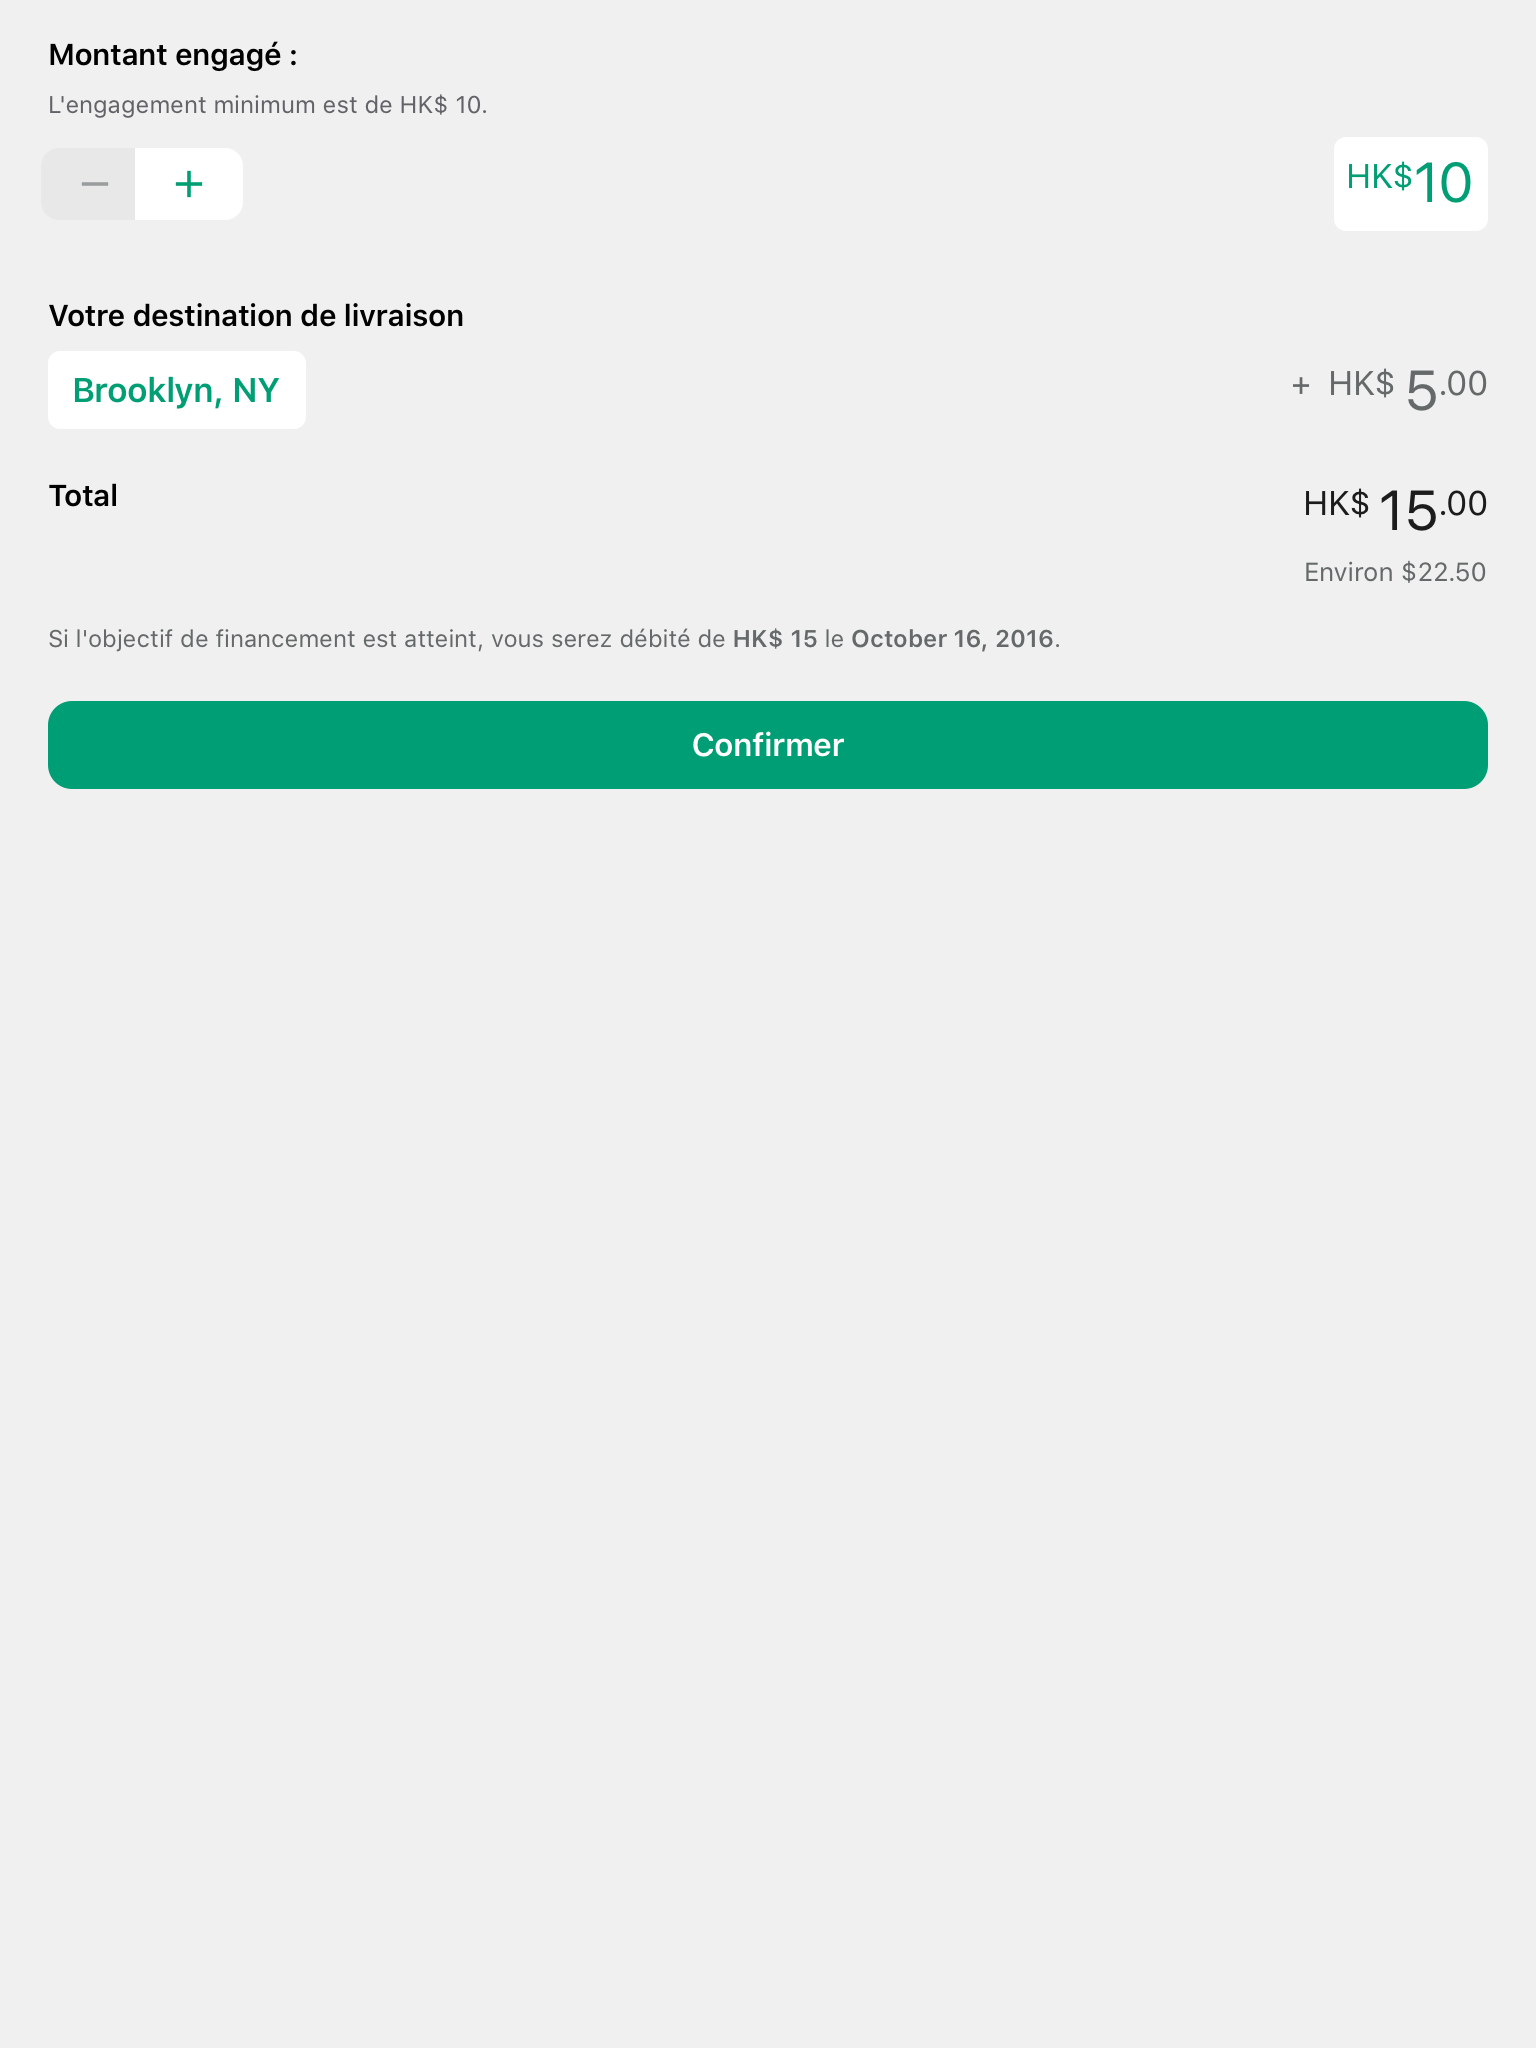 Montant engagé :
L'engagement minimum est de HK$ 10.
− +
HK$10
Votre destination de livraison
Brooklyn, NY
+ HK$ 5.00
Total
HK$ 15.00
Environ $22.50
Si l'objectif de financement est atteint, vous serez débité de HK$ 15 le October 16, 2016.
Confirmer